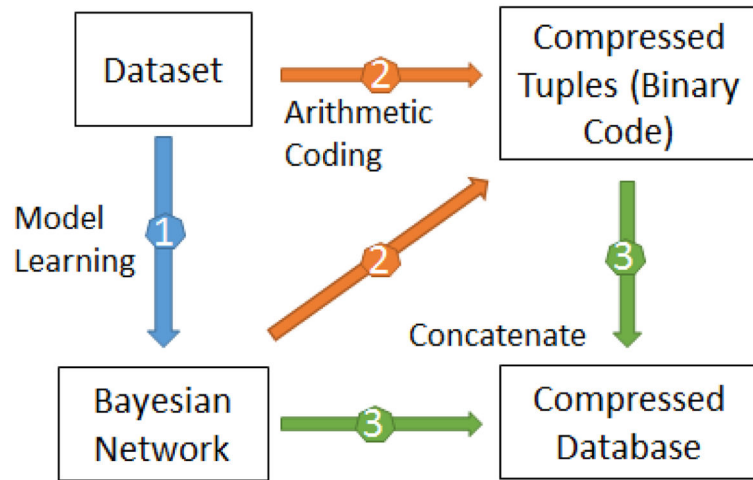 Dataset
2
Arithmetic
Coding
Compressed
Tuples (Binary
Code)
Model
Learning
1
2
3
Concatenate
Bayesian
Network
3
Compressed
Database